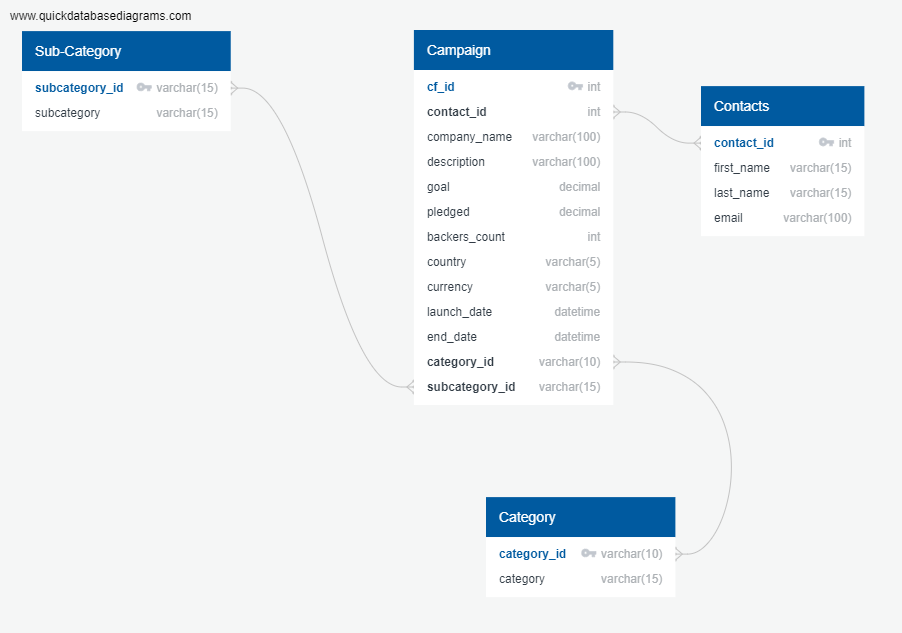 www.quickdatabasediagrams.com
Sub-Category
subcategory_id varchar(15)
subcategory varchar(15)
Campaign
cf_id int
contact_id int
company_name varchar(100)
description varchar(100)
goal decimal
pledged decimal
backers_count int
country varchar(5)
currency varchar(5)
launch_date datetime
end_date datetime
category_id varchar(10)
subcategory_id varchar(15)
Contacts
contact_id int
first_name varchar(15)
last_name varchar(15)
email varchar(100)
Category
category_id varchar(10)
category varchar(15)